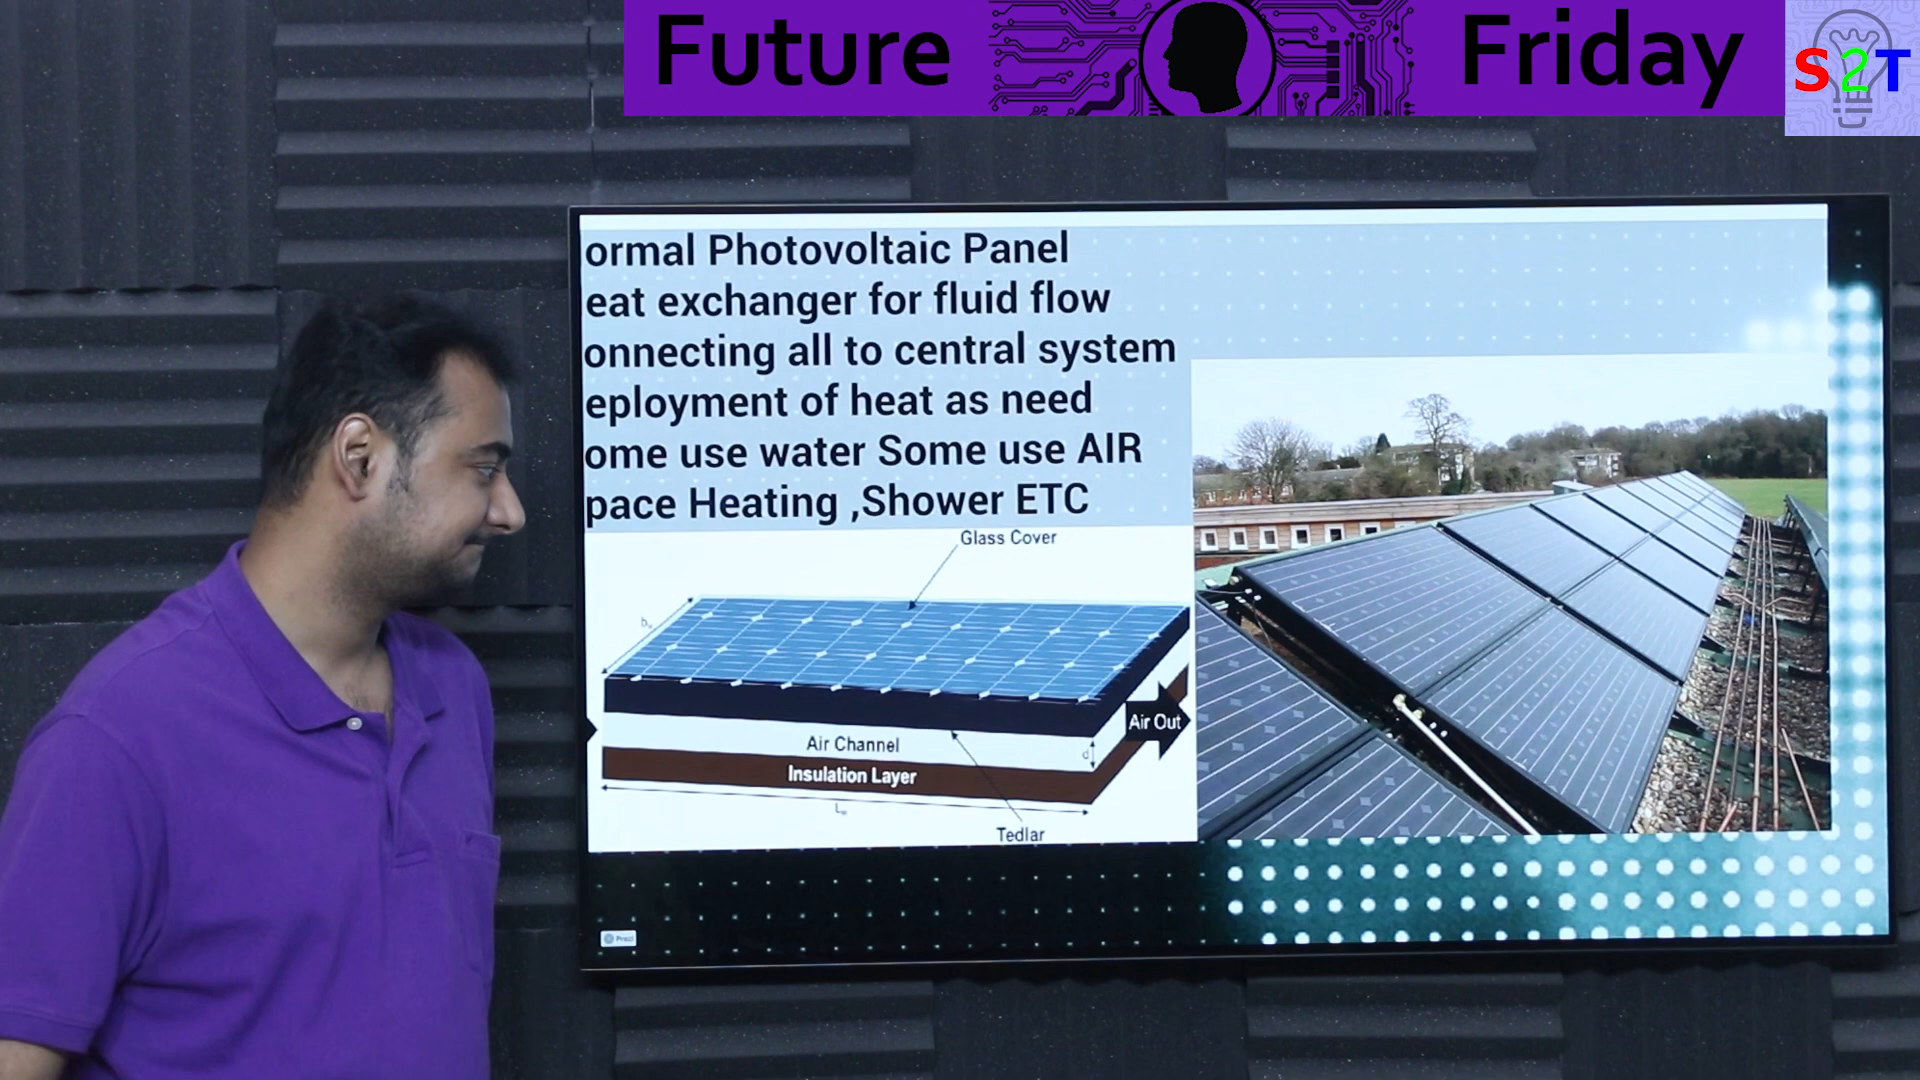 Future Friday
S2T
ormal Photovoltaic Panel
eat exchanger for fluid flow
onnecting all to central system
eployment of heat as need
ome use water Some use AIR
pace Heating ,Shower ETC
Glass Cover
Air Out
Air Channel
d
Insulation Layer
Tedlar
Prezi